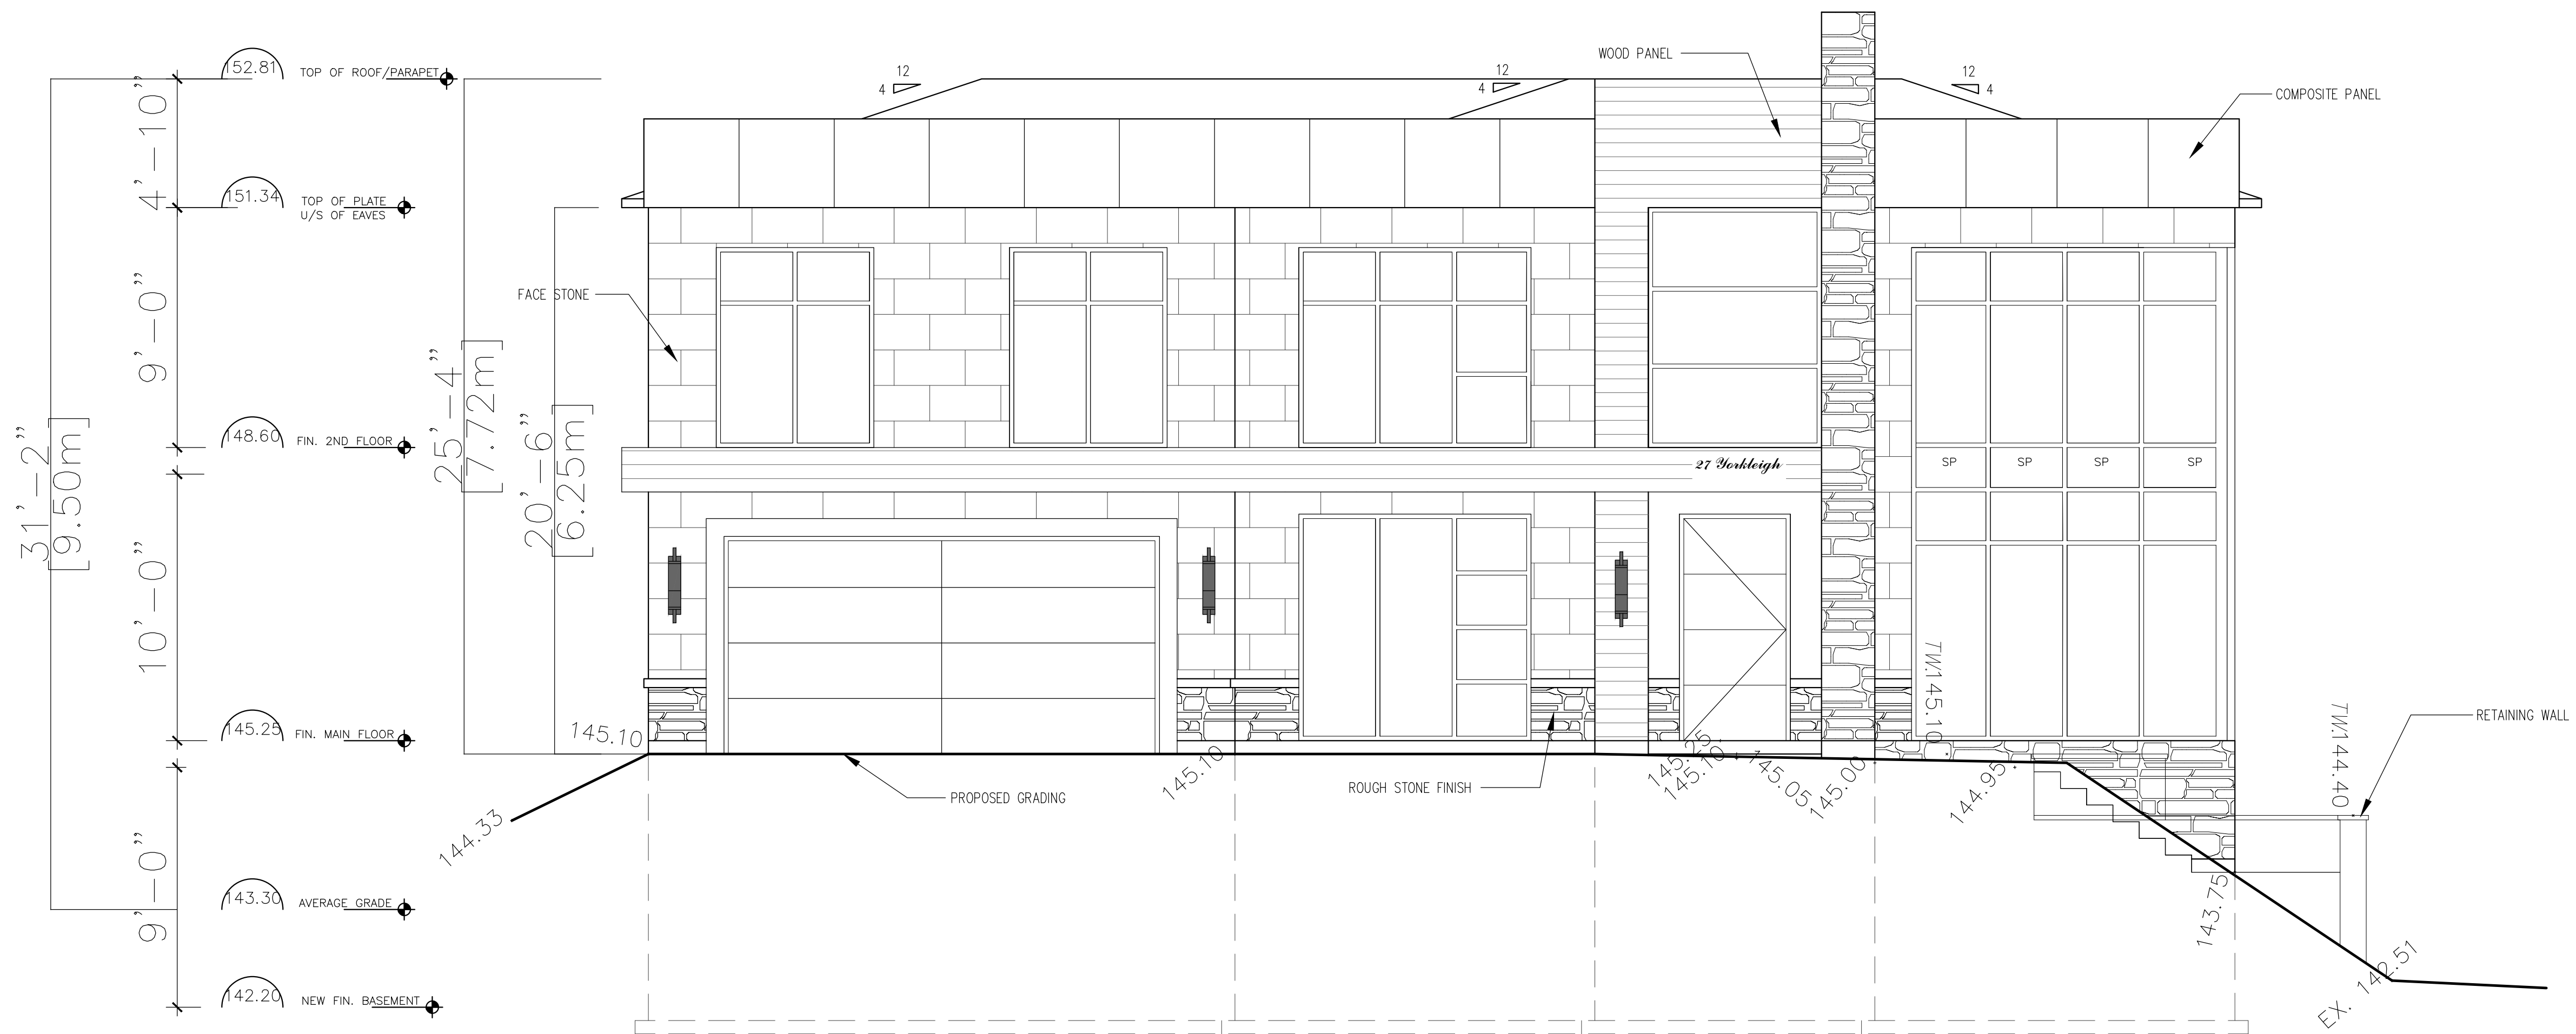 152.81 TOP OF ROOF/PARAPET
4'-10"
151.34 TOP OF PLATE
U/S OF EAVES
9'-0"
148.60 FIN. 2ND FLOOR
10'-0"
145.25 FIN. MAIN FLOOR
9'-0"
143.30 AVERAGE GRADE
142.20 NEW FIN. BASEMENT
31'-2"
[9.50m]
25'-4"
[7.72m]
20'-6"
[6.25m]
12
4
12
4
12
4
WOOD PANEL
COMPOSITE PANEL
FACE STONE
27 Yorkleigh
SP SP SP SP
145.10
144.33
PROPOSED GRADING
145.10
ROUGH STONE FINISH
145.25
145.10
145.05
145.00
144.95
TW.145.10
TW.144.40
RETAINING WALL
143.75
EX. 142.51